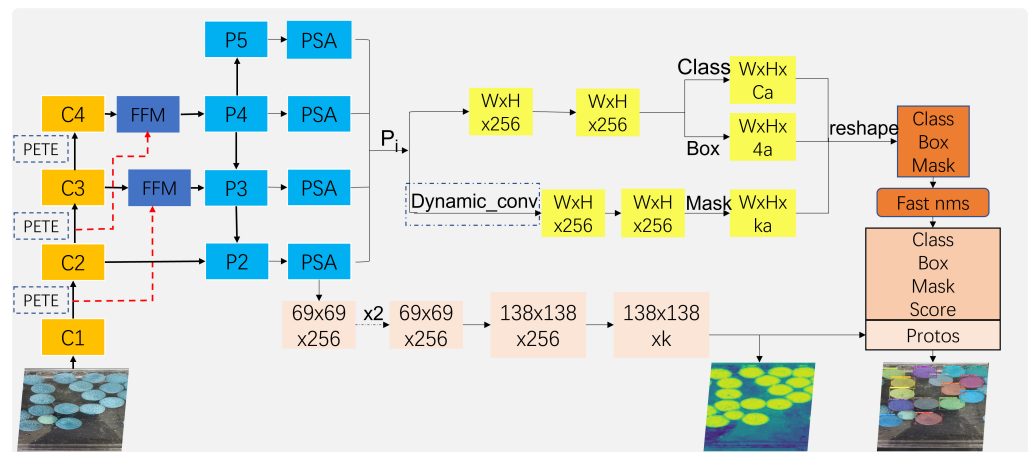 P5
PSA
C4
FFM
P4
PSA
PETE
C3
FFM
P3
PSA
PETE
C2
P2
PSA
PETE
C1
Pi
WxH
x256
WxH
x256
Class
WxHx
Ca
Box
WxHx
4a
Dynamic_conv
WxH
x256
WxH
x256
Mask
WxHx
ka
reshape
Class
Box
Mask
Fast nms
Class
Box
Mask
Score
Protos
69x69
x256
x2
69x69
x256
138x138
x256
138x138
xk